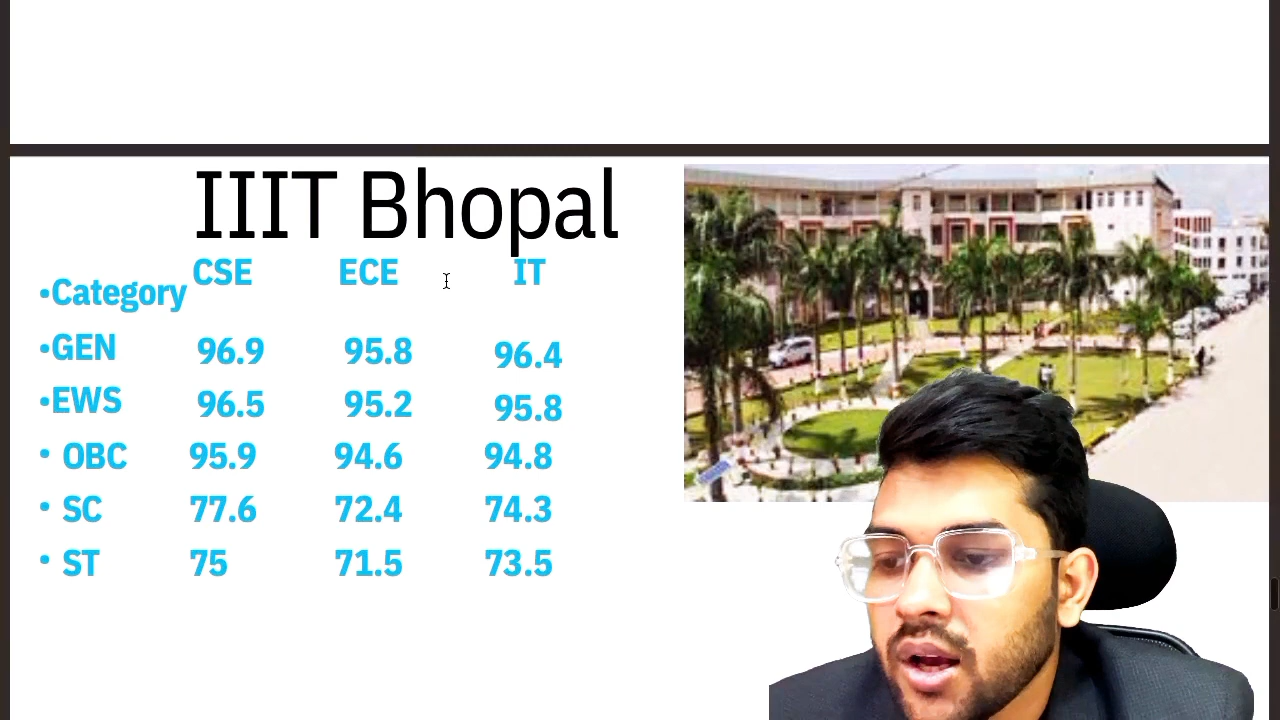 IIIT Bhopal
•Category CSE ECE IT
•GEN 96.9 95.8 96.4
•EWS 96.5 95.2 95.8
• OBC 95.9 94.6 94.8
• SC 77.6 72.4 74.3
• ST 75 71.5 73.5